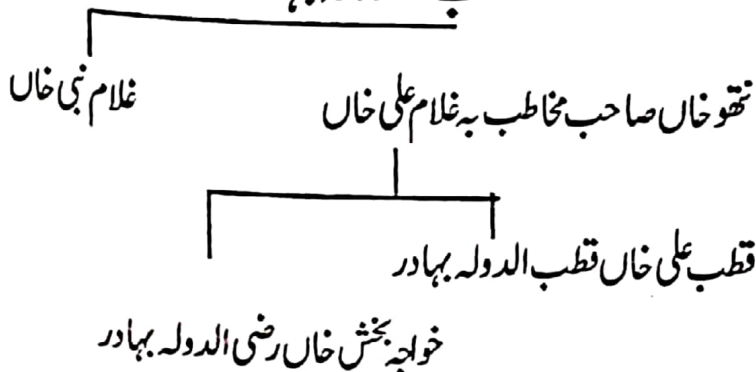 نتھو خاں صاحب مخاطب بہ غلام علی خاں
غلام نبی خاں
قطب علی خاں قطب الدولہ بہادر
خواجہ بخش خاں رضی الدولہ بہادر